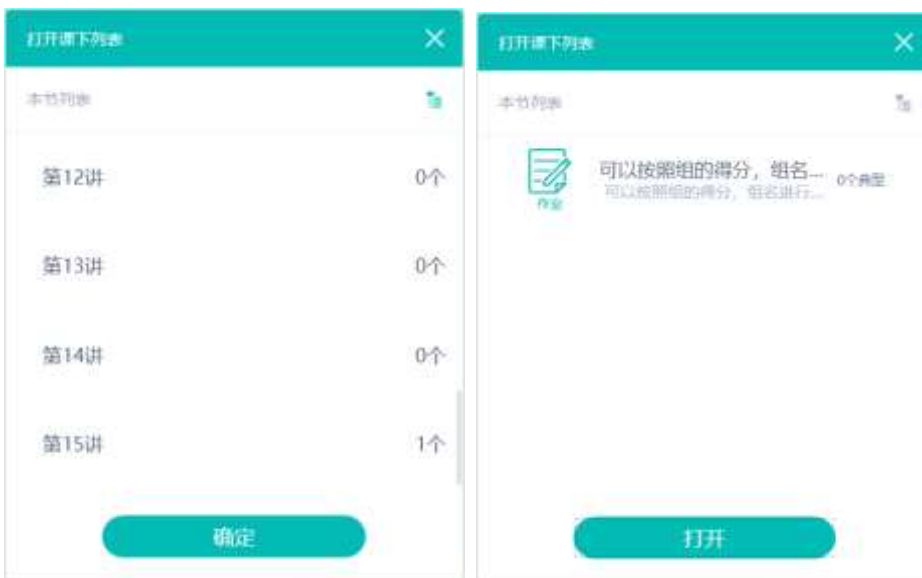 打开课下列表
本节列表
第12讲 0个
第13讲 0个
第14讲 0个
第15讲 1个
确定
打开课下列表
本节列表
可以按照组的得分，组名... 0个典型
可以按照组的得分，组名进行...
作业
打开